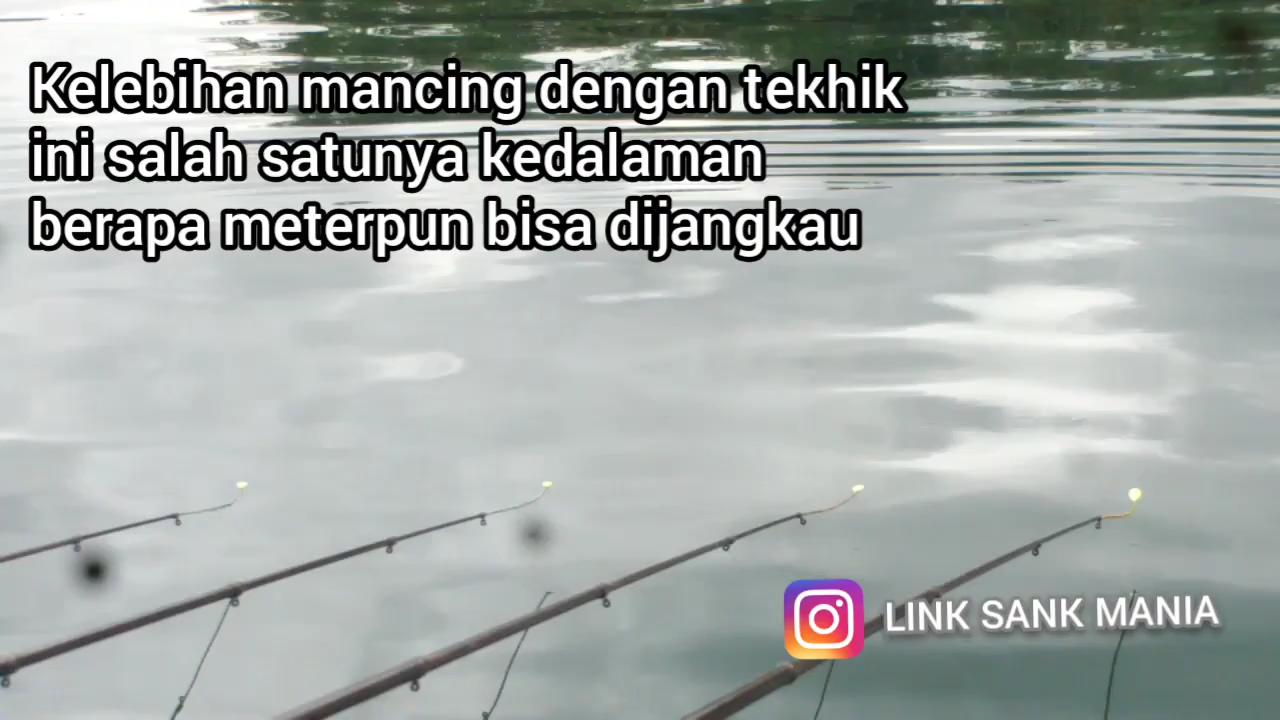 Kelebihan mancing dengan tekhik
ini salah satunya kedalaman
berapa meterpun bisa dijangkau
LINK SANK MANIA